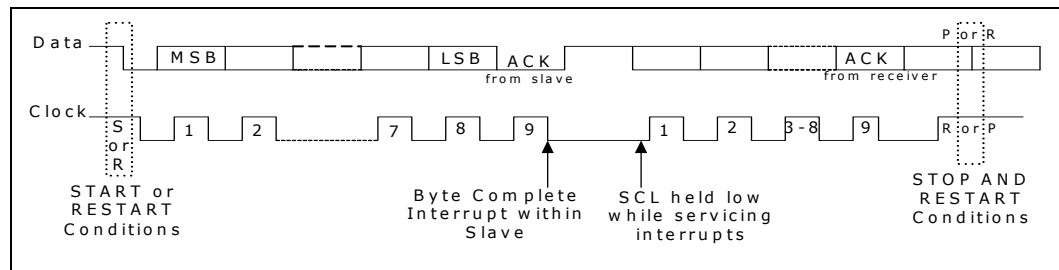 Data
MSB
LSB
ACK
from slave
ACK
from receiver
P or R
Clock
S
or
R
1
2
7
8
9
1
2
3-8
9
R or P
START or
RESTART
Conditions
Byte Complete
Interrupt within
Slave
SCL held low
while servicing
interrupts
STOP AND
RESTART
Conditions